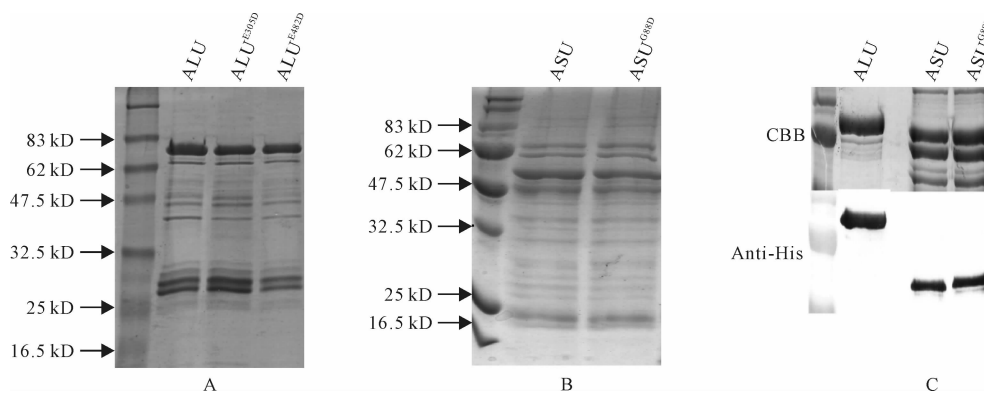 ALU
ALU^E305D
ALU^E482D
83 kD
62 kD
47.5 kD
32.5 kD
25 kD
16.5 kD
A
ASU
ASU^G88D
83 kD
62 kD
47.5 kD
32.5 kD
25 kD
16.5 kD
B
ALU
ASU
CBB
Anti-His
C